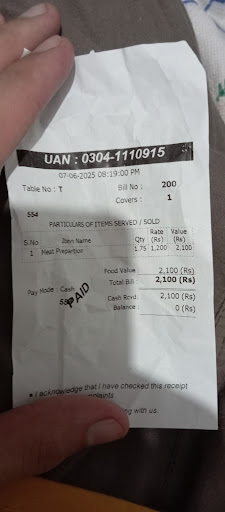 UAN : 0304-1110915
07-06-2025 08:19:00 PM
Table No : T Bill No : 200
Covers : 1
554
PARTICULARS OF ITEMS SERVED / SOLD
S.No Item Name Qty Rate (Rs) Value (Rs)
1 Meat Preparation 1.75 1,200 2,100
Food Value 2,100 (Rs)
Total Bill : 2,100 (Rs)
Pay Mode : Cash Cash Rcvd: 2,100 (Rs)
Balance : 0 (Rs)
PAID
I acknowledge that I have checked this receipt
with us